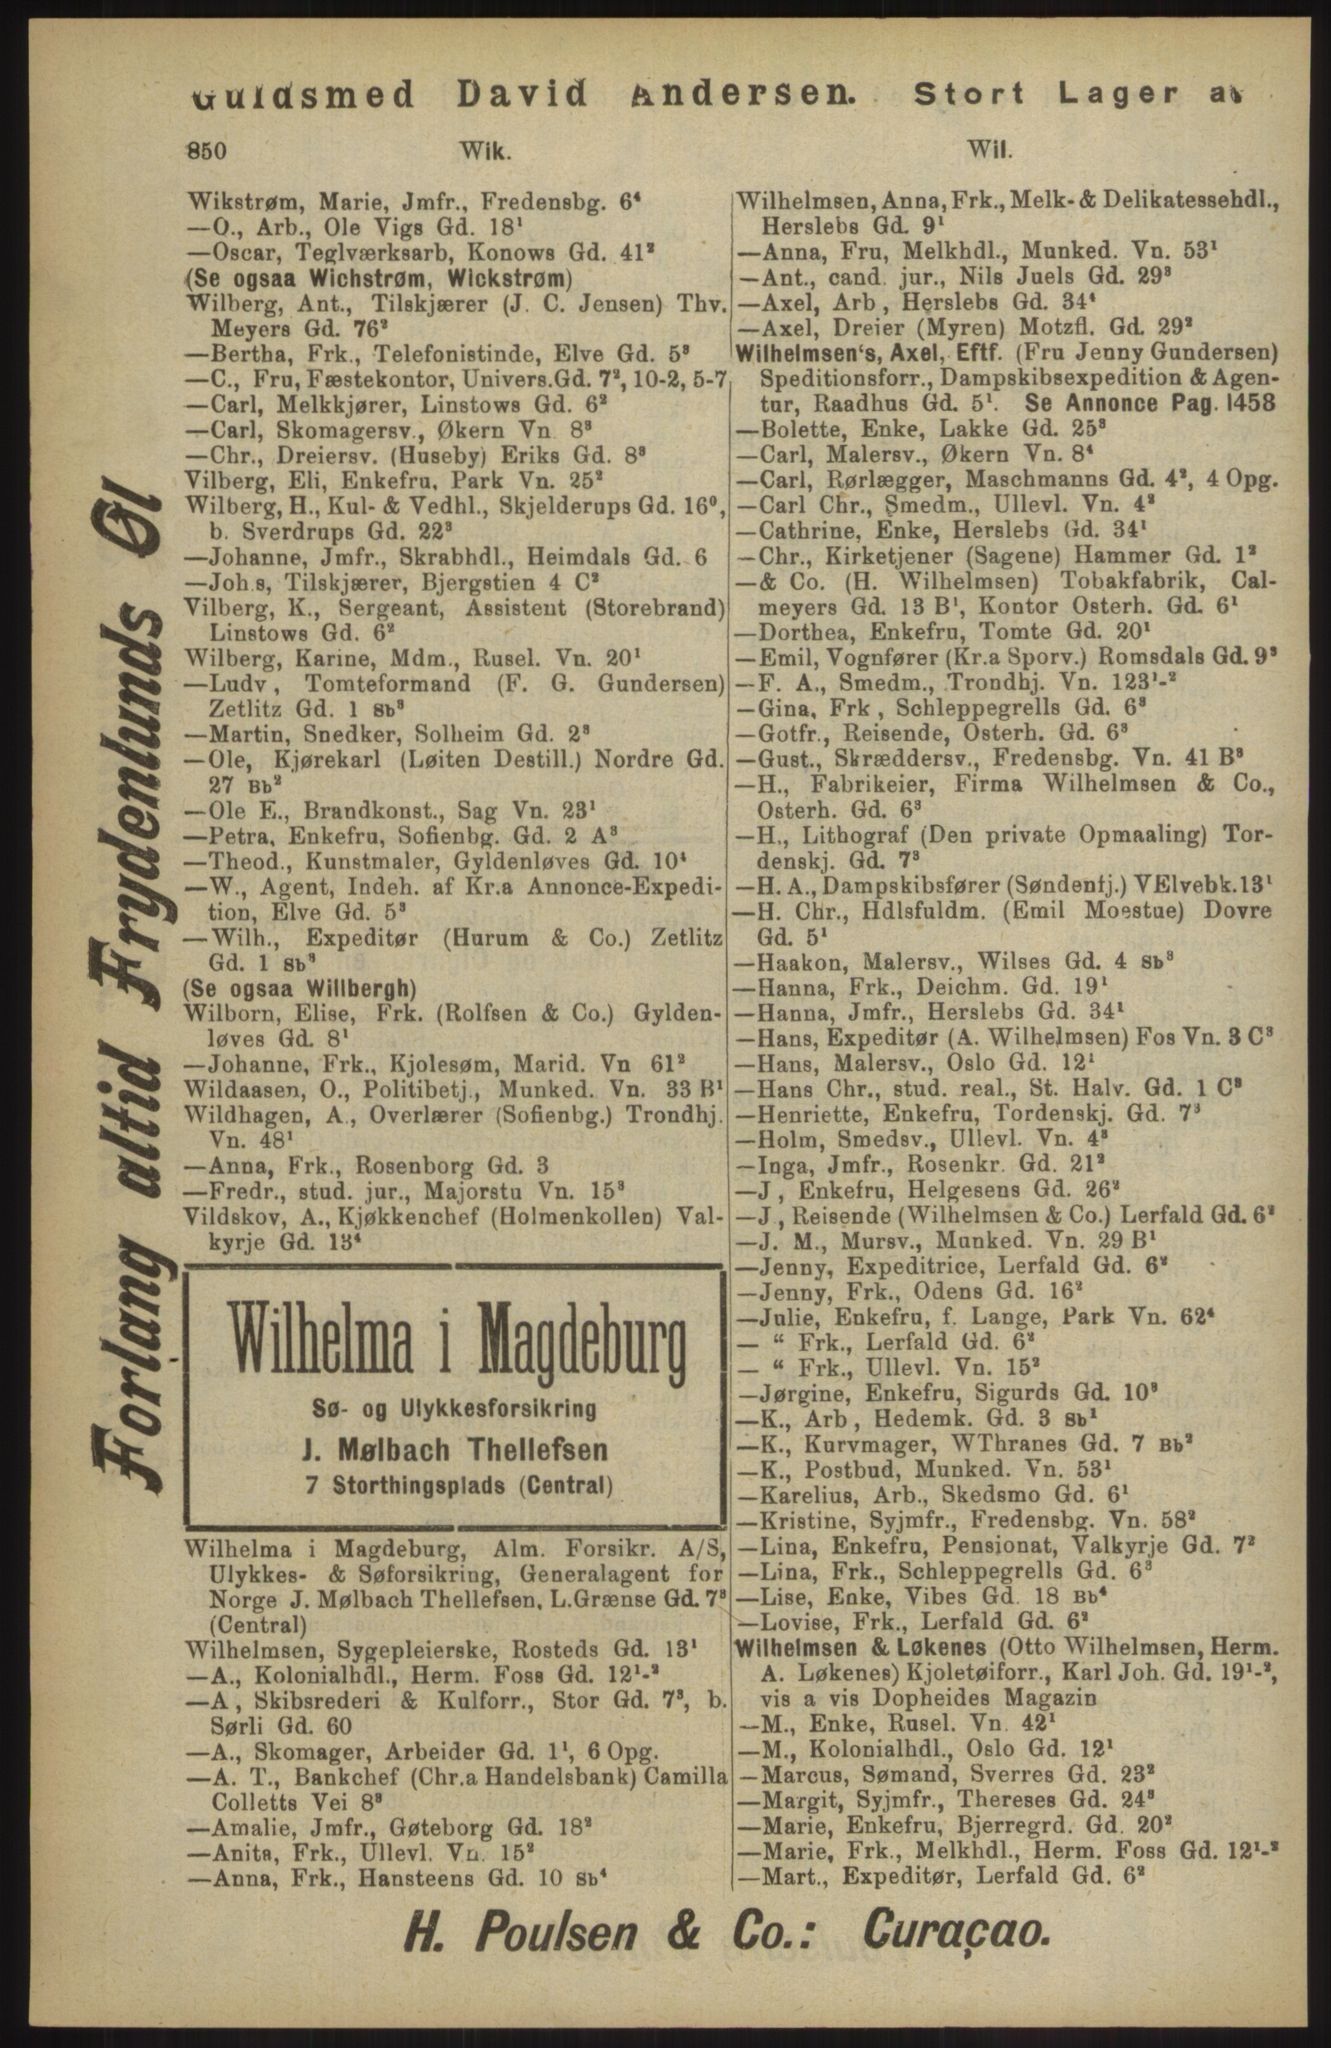 Guldsmed David Andersen. Stort Lager af
850 Wik. Wil.
Wikstrøm, Marie, Jmfr., Fredensbg. 6⁴
—O., Arb., Ole Vigs Gd. 18¹
—Oscar, Teglværksarb, Konows Gd. 41²
(Se ogsaa Wichstrøm, Wickstrøm)
Wilberg, Ant., Tilskjærer (J. C. Jensen) Thv.
Meyers Gd. 76²
—Bertha, Frk., Telefonistinde, Elve Gd. 5³
—C., Fru, Fæstekontor, Univers.Gd. 7², 10-2, 5-7
—Carl, Melkkjører, Linstows Gd. 6²
—Carl, Skomagersv., Økern Vn 8³
—Chr., Dreiersv. (Huseby) Eriks Gd. 8³
Vilberg, Eli, Enkefru, Park Vn. 25²
Wilberg, H., Kul- & Vedhl., Skjelderups Gd. 16⁰,
b. Sverdrups Gd. 22³
—Johanne, Jmfr., Skrabhdl., Heimdals Gd. 6
—Joh.s, Tilskjærer, Bjergstien 4 C²
Vilberg, K., Sergeant, Assistent (Storebrand)
Linstows Gd. 6²
Wilberg, Karine, Mdm., Rusel. Vn. 20¹
—Ludv, Tomteformand (F. G. Gundersen)
Zetlitz Gd. 1 Sb³
—Martin, Snedker, Solheim Gd. 2³
—Ole, Kjørekarl (Løiten Destill.) Nordre Gd.
27 Bb²
—Ole E., Brandkonst., Sag Vn. 23¹
—Petra, Enkefru, Sofienbg. Gd. 2 A³
—Theod., Kunstmaler, Gyldenløves Gd. 10⁴
—W., Agent, Indeh. af Kr.a Annonce-Expedi-
tion, Elve Gd. 5³
—Wilh., Expeditør (Hurum & Co.) Zetlitz
Gd. 1 Sb³
(Se ogsaa Willbergh)
Wilborn, Elise, Frk. (Rolfsen & Co.) Gylden-
løves Gd. 8¹
—Johanne, Frk., Kjolesøm, Marid. Vn 61²
Wildaasen, O., Politibetj., Munked. Vn. 33 B¹
Wildhagen, A., Overlærer (Sofienbg.) Trondhj.
Vn. 48¹
—Anna, Frk., Rosenborg Gd. 3
—Fredr., stud. jur., Majorstu Vn. 15³
Vildskov, A., Kjøkkenchef (Holmenkollen) Val-
kyrje Gd. 13⁴
Wilhelma i Magdeburg
Sø- og Ulykkesforsikring
J. Mølbach Thellefsen
7 Storthingsplads (Central)
Wilhelma i Magdeburg, Alm. Forsikr. A/S,
Ulykkes- & Søforsikring, Generalagent for
Norge J. Mølbach Thellefsen, L.Grænse Gd. 7³
(Central)
Wilhelmsen, Sygepleierske, Rosteds Gd. 13¹
—A., Kolonialhdl., Herm. Foss Gd. 12¹-²
—A, Skibsrederi & Kulforr., Stor Gd. 7³, b.
Sørli Gd. 60
—A., Skomager, Arbeider Gd. 1¹, 6 Opg.
—A. T., Bankchef (Chr.a Handelsbank) Camilla
Colletts Vei 8³
—Amalie, Jmfr., Gøteborg Gd. 18²
—Anita, Frk., Ullevl. Vn. 15²
—Anna, Frk., Hansteens Gd. 10 Sb⁴
Wilhelmsen, Anna, Frk., Melk- & Delikatessehdl.,
Herslebs Gd. 9¹
—Anna, Fru, Melkhdl., Munked. Vn. 53¹
—Ant., cand. jur., Nils Juels Gd. 29³
—Axel, Arb, Herslebs Gd. 34⁴
—Axel, Dreier (Myren) Motzfl. Gd. 29²
Wilhelmsen's, Axel, Eftf. (Fru Jenny Gundersen)
Speditionsforr., Dampskibsexpedition & Agen-
tur, Raadhus Gd. 5¹. Se Annonce Pag. 1458
—Bolette, Enke, Lakke Gd. 25³
—Carl, Malersv., Økern Vn. 8⁴
—Carl, Rørlægger, Maschmanns Gd. 4², 4 Opg.
—Carl Chr., Smedm., Ullevl. Vn. 4²
—Cathrine, Enke, Herslebs Gd. 34¹
—Chr., Kirketjener (Sagene) Hammer Gd. 1²
—& Co. (H. Wilhelmsen) Tobakfabrik, Cal-
meyers Gd. 13 B¹, Kontor Osterh. Gd. 6¹
—Dorthea, Enkefru, Tomte Gd. 20¹
—Emil, Vognfører (Kr.a Sporv.) Romsdals Gd. 9³
—F. A., Smedm., Trondhj. Vn. 123¹-²
—Gina, Frk, Schleppegrells Gd. 6³
—Gotfr., Reisende, Osterh. Gd. 6³
—Gust., Skræddersv., Fredensbg. Vn. 41 B³
—H., Fabrikeier, Firma Wilhelmsen & Co.,
Osterh. Gd. 6³
—H., Lithograf (Den private Opmaaling) Tor-
denskj. Gd. 7³
—H. A., Dampskibsfører (Søndenfj.) VElvebk. 13¹
—H. Chr., Hdlsfuldm. (Emil Moestue) Dovre
Gd. 5¹
—Haakon, Malersv., Wilses Gd. 4 Sb³
—Hanna, Frk., Deichm. Gd. 19¹
—Hanna, Jmfr., Herslebs Gd. 34¹
—Hans, Expeditør (A. Wilhelmsen) Fos Vn. 3 C³
—Hans, Malersv., Oslo Gd. 12¹
—Hans Chr., stud. real., St. Halv. Gd. 1 C³
—Henriette, Enkefru, Tordenskj. Gd. 7³
—Holm, Smedsv., Ullevl. Vn. 4³
—Inga, Jmfr., Rosenkr. Gd. 21²
—J, Enkefru, Helgesens Gd. 26²
—J, Reisende (Wilhelmsen & Co.) Lerfald Gd. 6²
—J. M., Mursv., Munked. Vn. 29 B¹
—Jenny, Expeditrice, Lerfald Gd. 6²
—Jenny, Frk., Odens Gd. 16²
—Julie, Enkefru, f. Lange, Park Vn. 62⁴
— “ Frk., Lerfald Gd. 6²
— “ Frk., Ullevl. Vn. 15²
—Jørgine, Enkefru, Sigurds Gd. 10³
—K., Arb, Hedemk. Gd. 3 Sb¹
—K., Kurvmager, WThranes Gd. 7 Bb²
—K., Postbud, Munked. Vn. 53¹
—Karelius, Arb., Skedsmo Gd. 6¹
—Kristine, Syjmfr., Fredensbg. Vn. 58²
—Lina, Enkefru, Pensionat, Valkyrje Gd. 7²
—Lina, Frk., Schleppegrells Gd. 6³
—Lise, Enke, Vibes Gd. 18 Bb⁴
—Lovise, Frk., Lerfald Gd. 6²
Wilhelmsen & Løkenes (Otto Wilhelmsen, Herm.
A. Løkenes) Kjoletøiforr., Karl Joh. Gd. 19¹-²,
vis a vis Dopheides Magazin
—M., Enke, Rusel. Vn. 42¹
—M., Kolonialhdl., Oslo Gd. 12¹
—Marcus, Sømand, Sverres Gd. 23²
—Margit, Syjmfr., Thereses Gd. 24³
—Marie, Enkefru, Bjerregrd. Gd. 20²
—Marie, Frk., Melkhdl., Herm. Foss Gd. 12¹-²
—Mart., Expeditør, Lerfald Gd. 6²
Forlang altid Frydenlunds Øl
H. Poulsen & Co.: Curaçao.